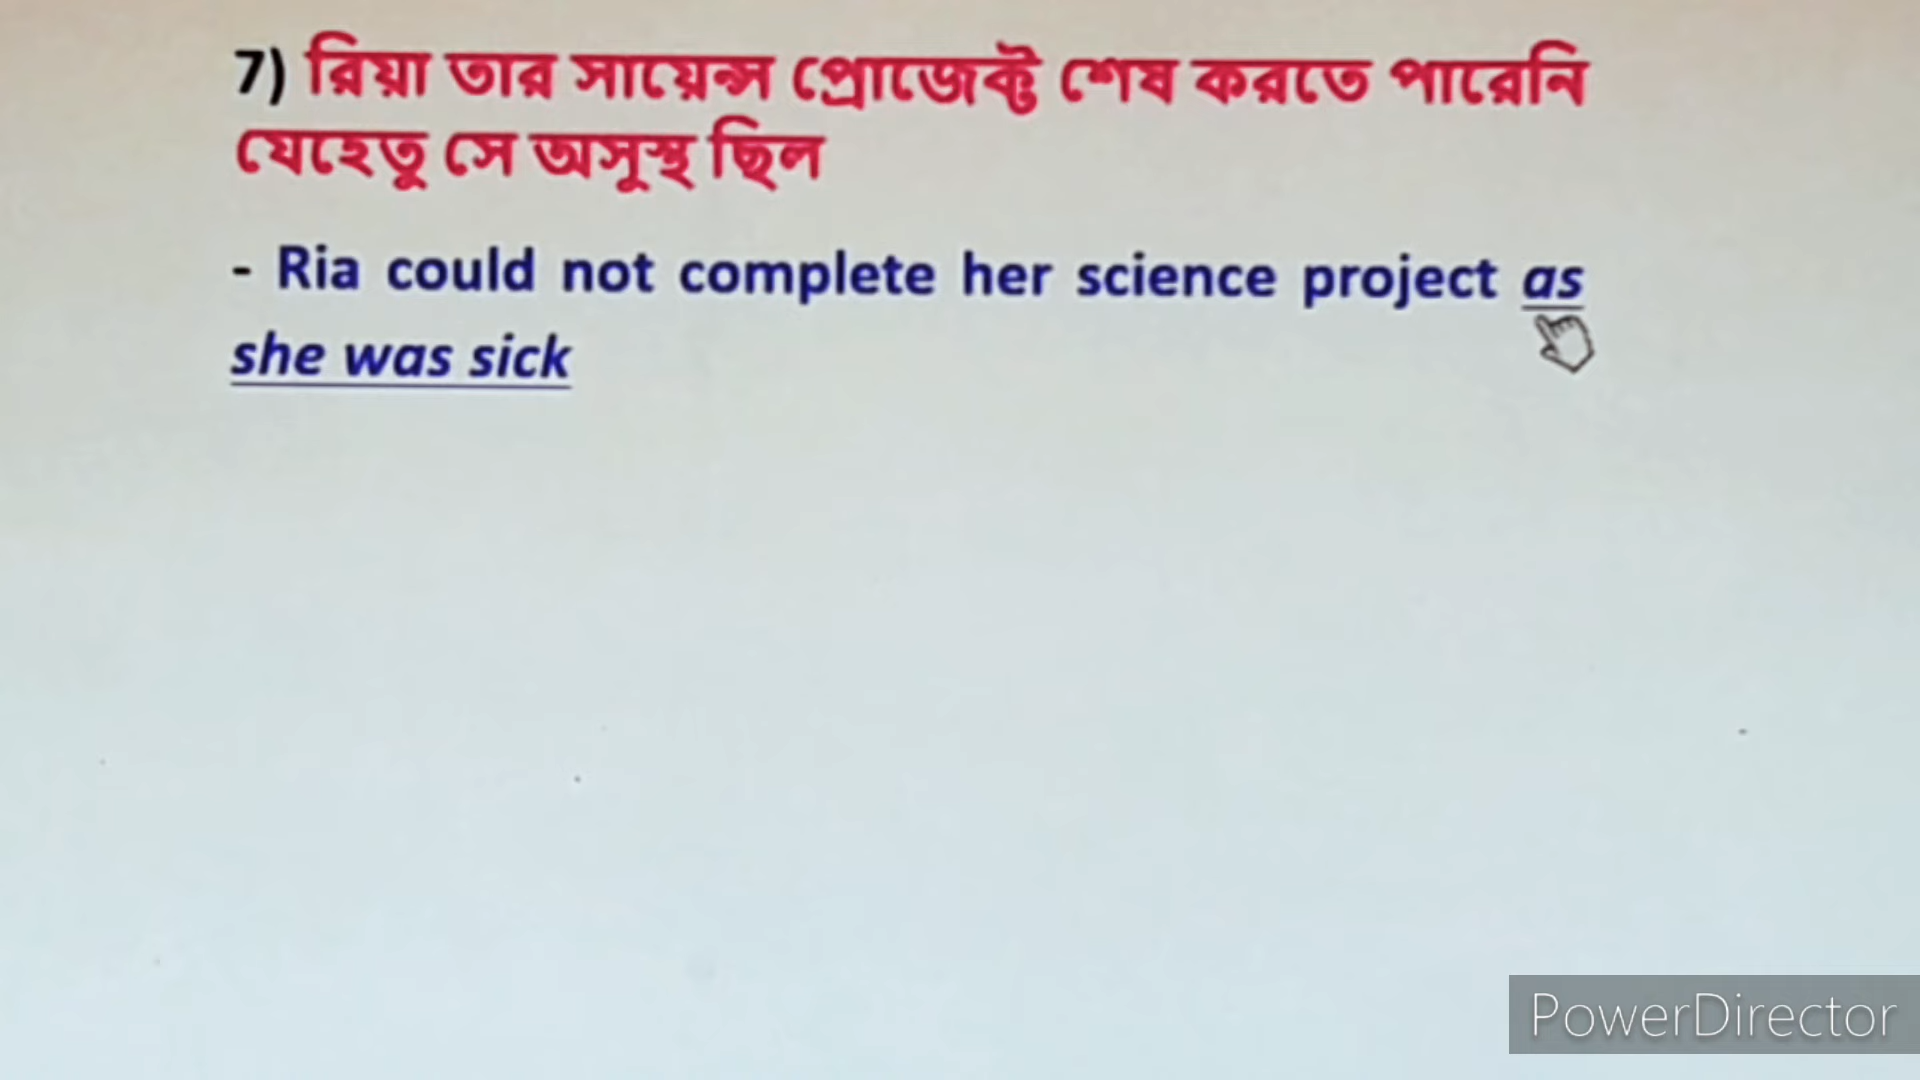 7) রিয়া তার সায়েন্স প্রোজেক্ট শেষ করতে পারেনি
যেহেতু সে অসুস্থ ছিল
- Ria could not complete her science project as
she was sick
PowerDirector